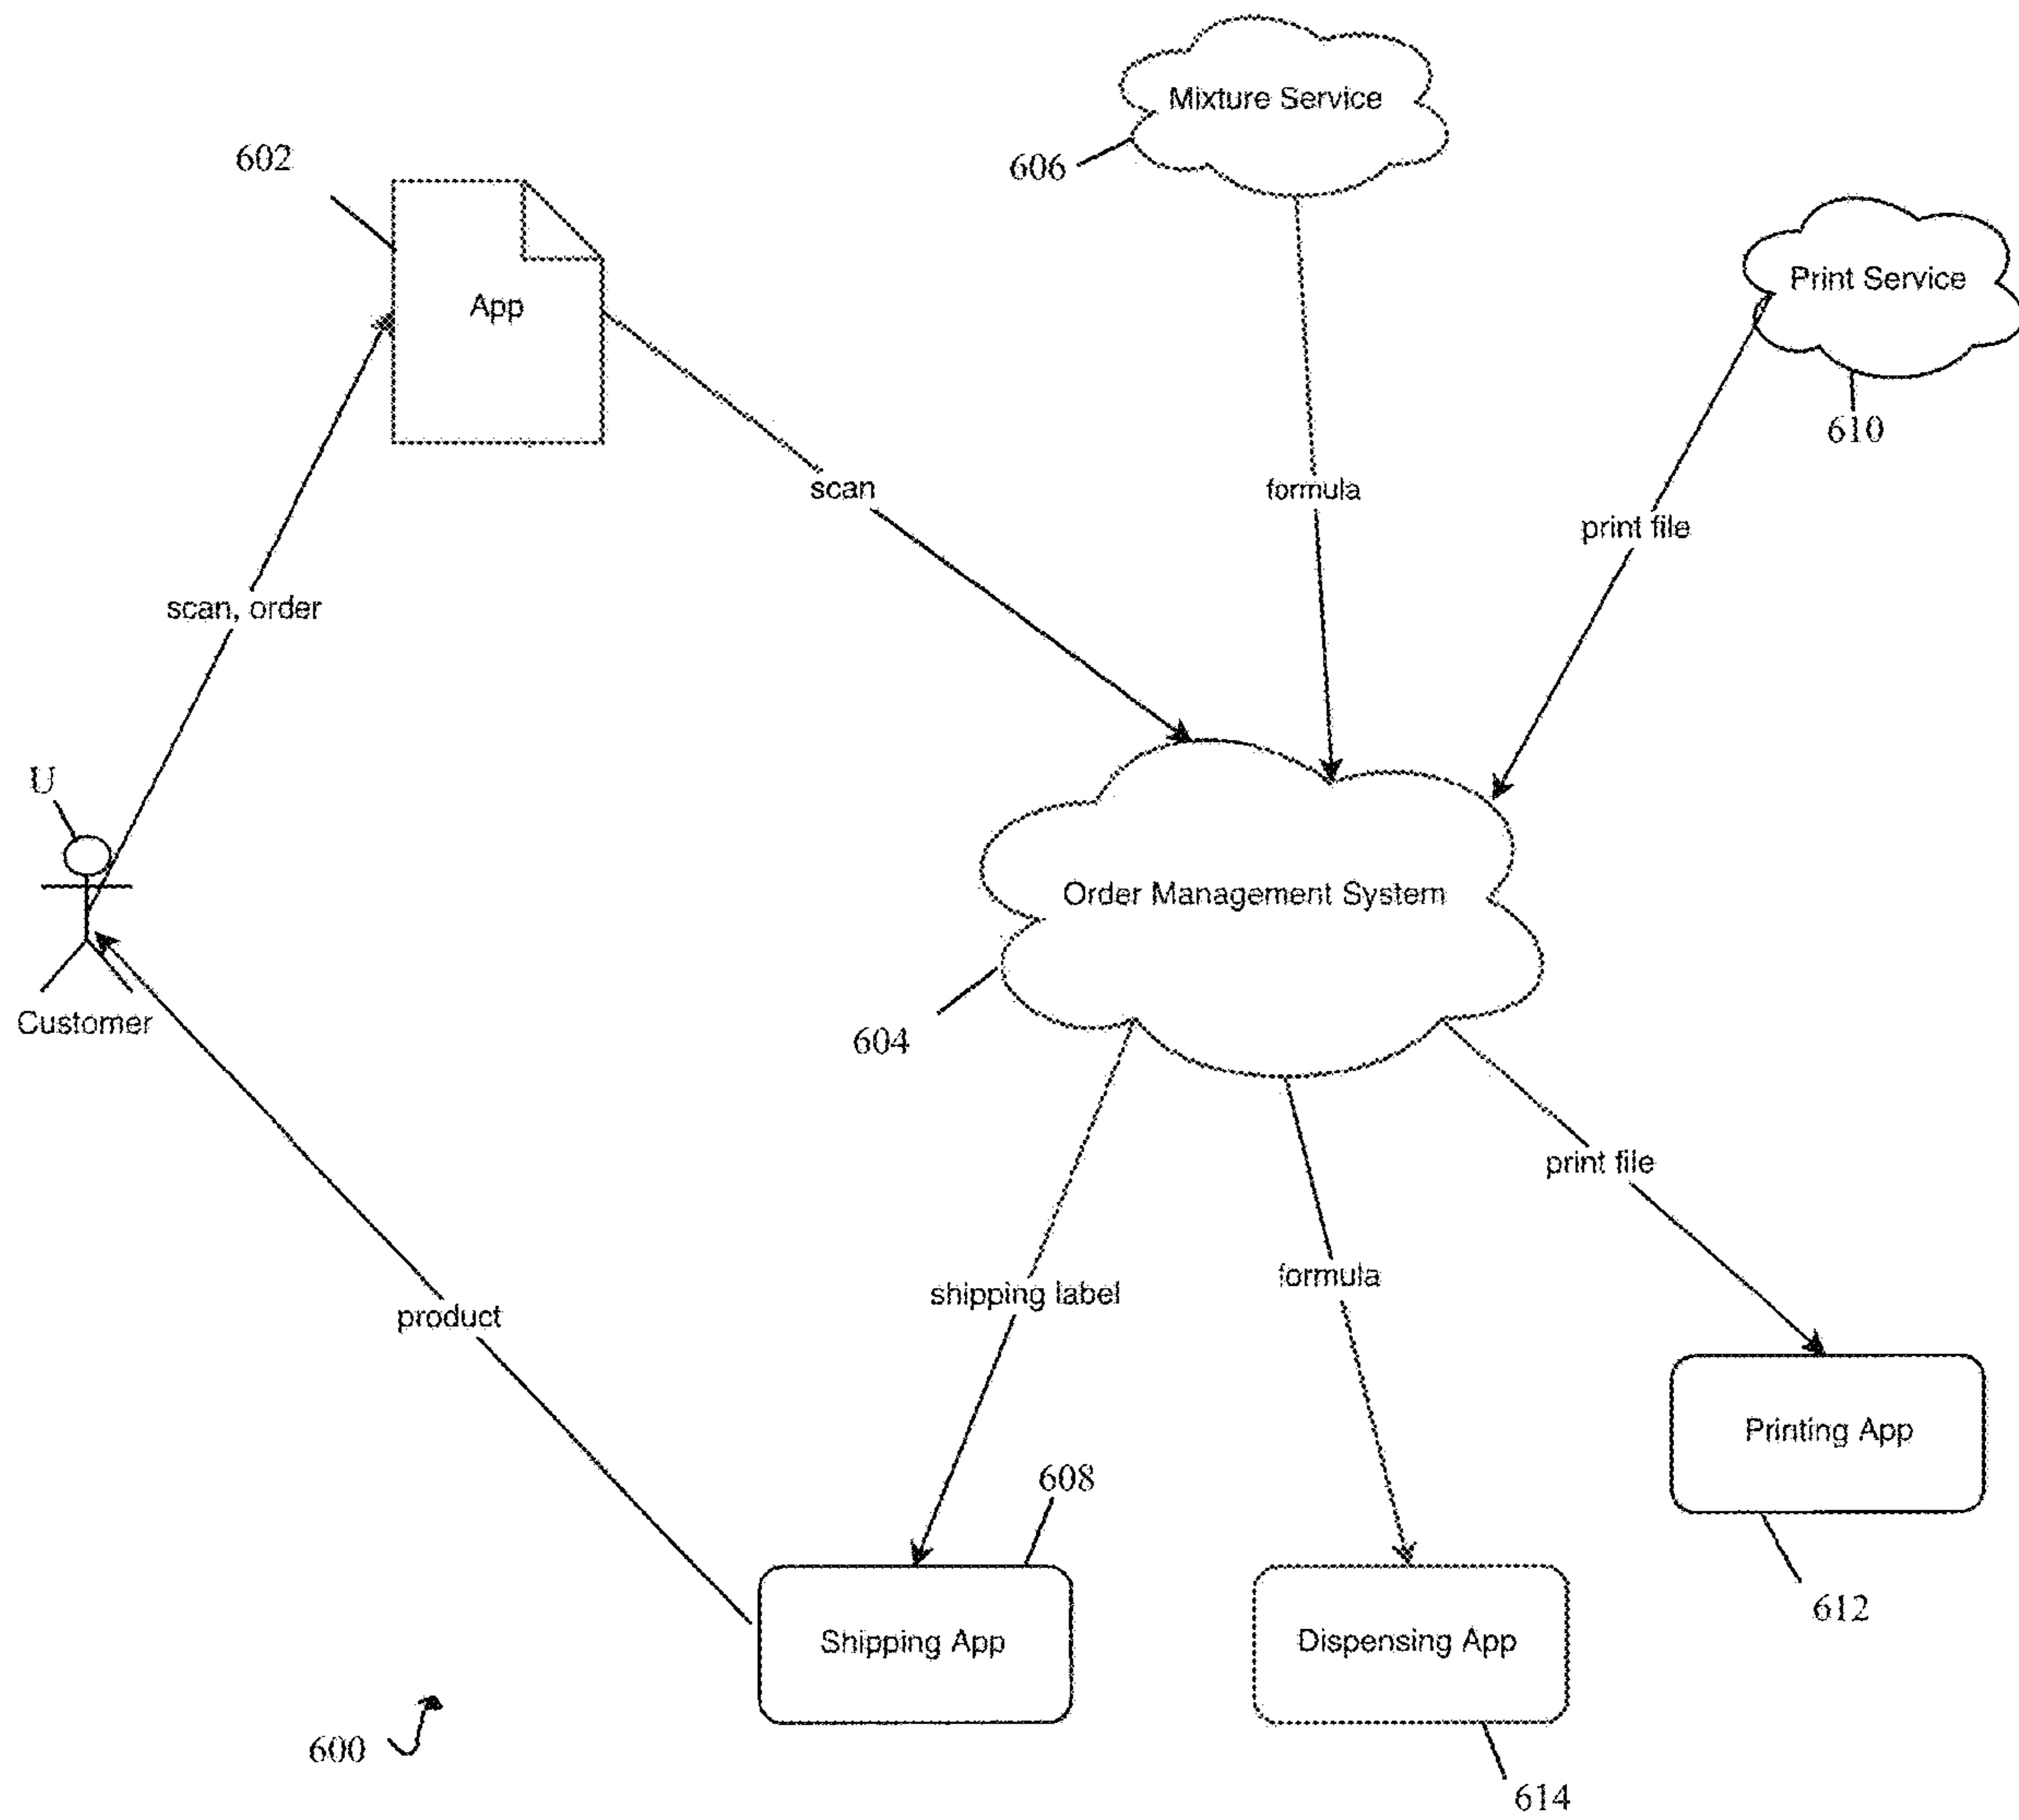 Mixture Service
602
606
Print Service
App
610
scan
formula
print file
scan, order
U
Order Management System
Customer
604
print file
formula
shipping label
product
Printing App
608
612
Shipping App
Dispensing App
600
614